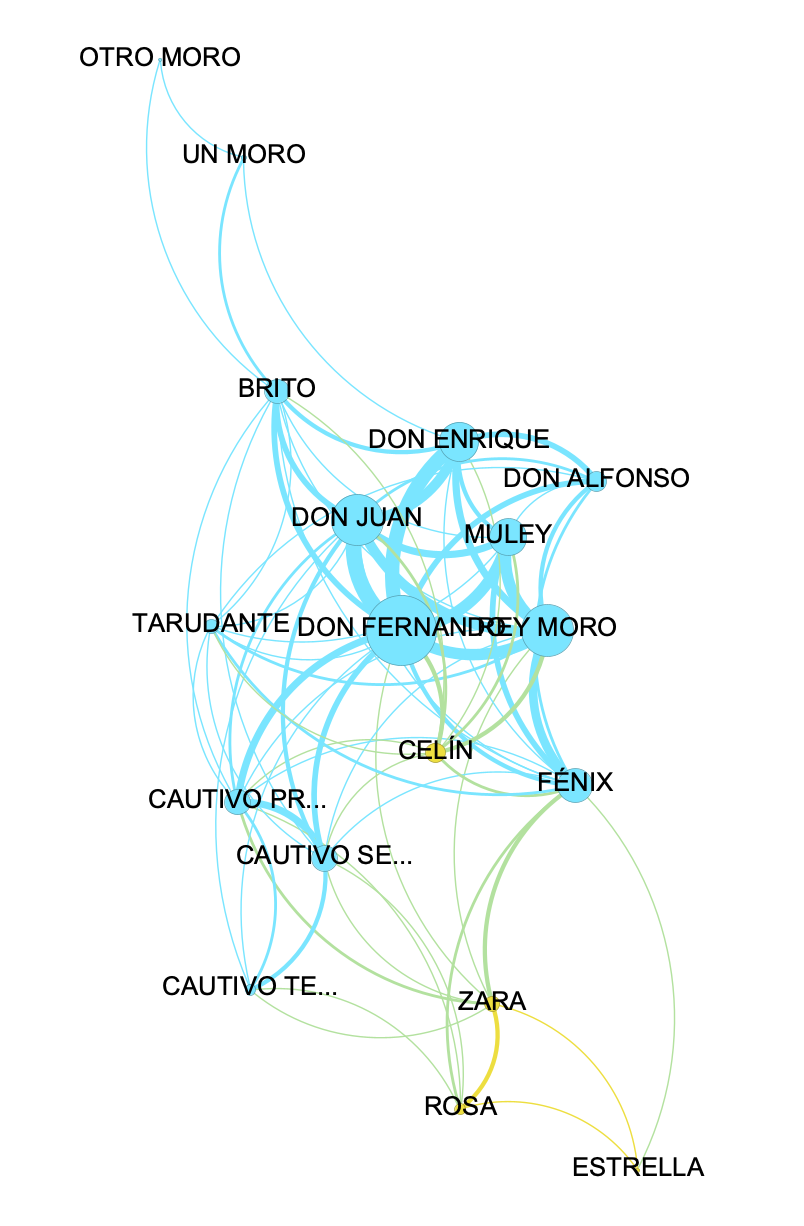 OTRO MORO
UN MORO
BRITO
DON ENRIQUE
DON ALFONSO
DON JUAN
MULEY
TARUDANTE
DON FERNANDO
REY MORO
CELÍN
FÉNIX
CAUTIVO PR...
CAUTIVO SE...
CAUTIVO TE...
ZARA
ROSA
ESTRELLA